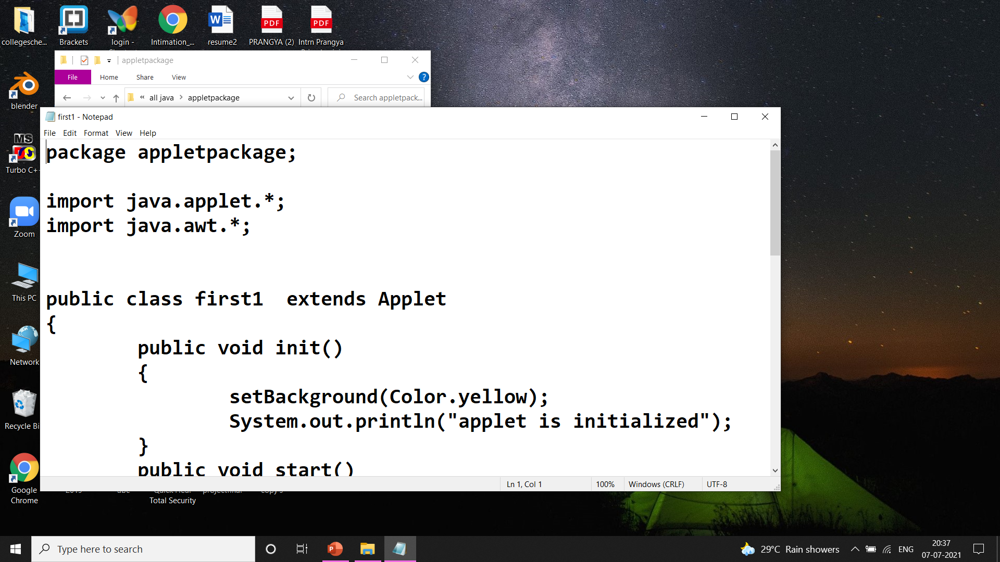 collegesche...
Brackets
login -
Intimation_...
resume2
PRANGYA (2)
Intrn Prangya
PDF
PDF
appletpackage
File
Home
Share
View
blender
« all java > appletpackage
Search appletpack...
first1 - Notepad
File Edit Format View Help
package appletpackage;
import java.applet.*;
import java.awt.*;
public class first1  extends Applet
{
public void init()
{
setBackground(Color.yellow);
System.out.println("applet is initialized");
}
public void start()
MS
Turbo C+
Zoom
This PC
Network
Recycle Bi
Google
Chrome
Total Security
Ln 1, Col 1
100%
Windows (CRLF)
UTF-8
Type here to search
29°C Rain showers
ENG
20:37
07-07-2021